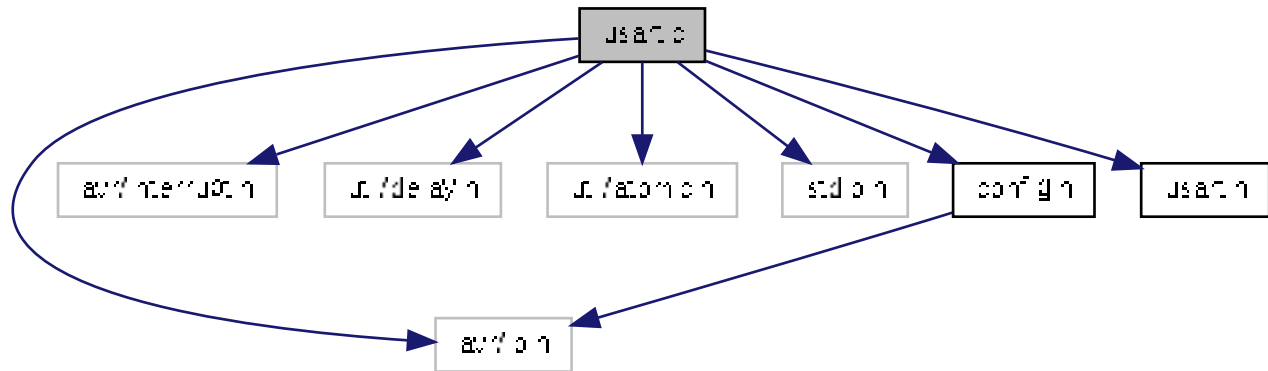 usart.c
avr/interrupt.h
util/delay.h
util/atomic.h
stdio.h
config.h
usart.h
avr/io.h